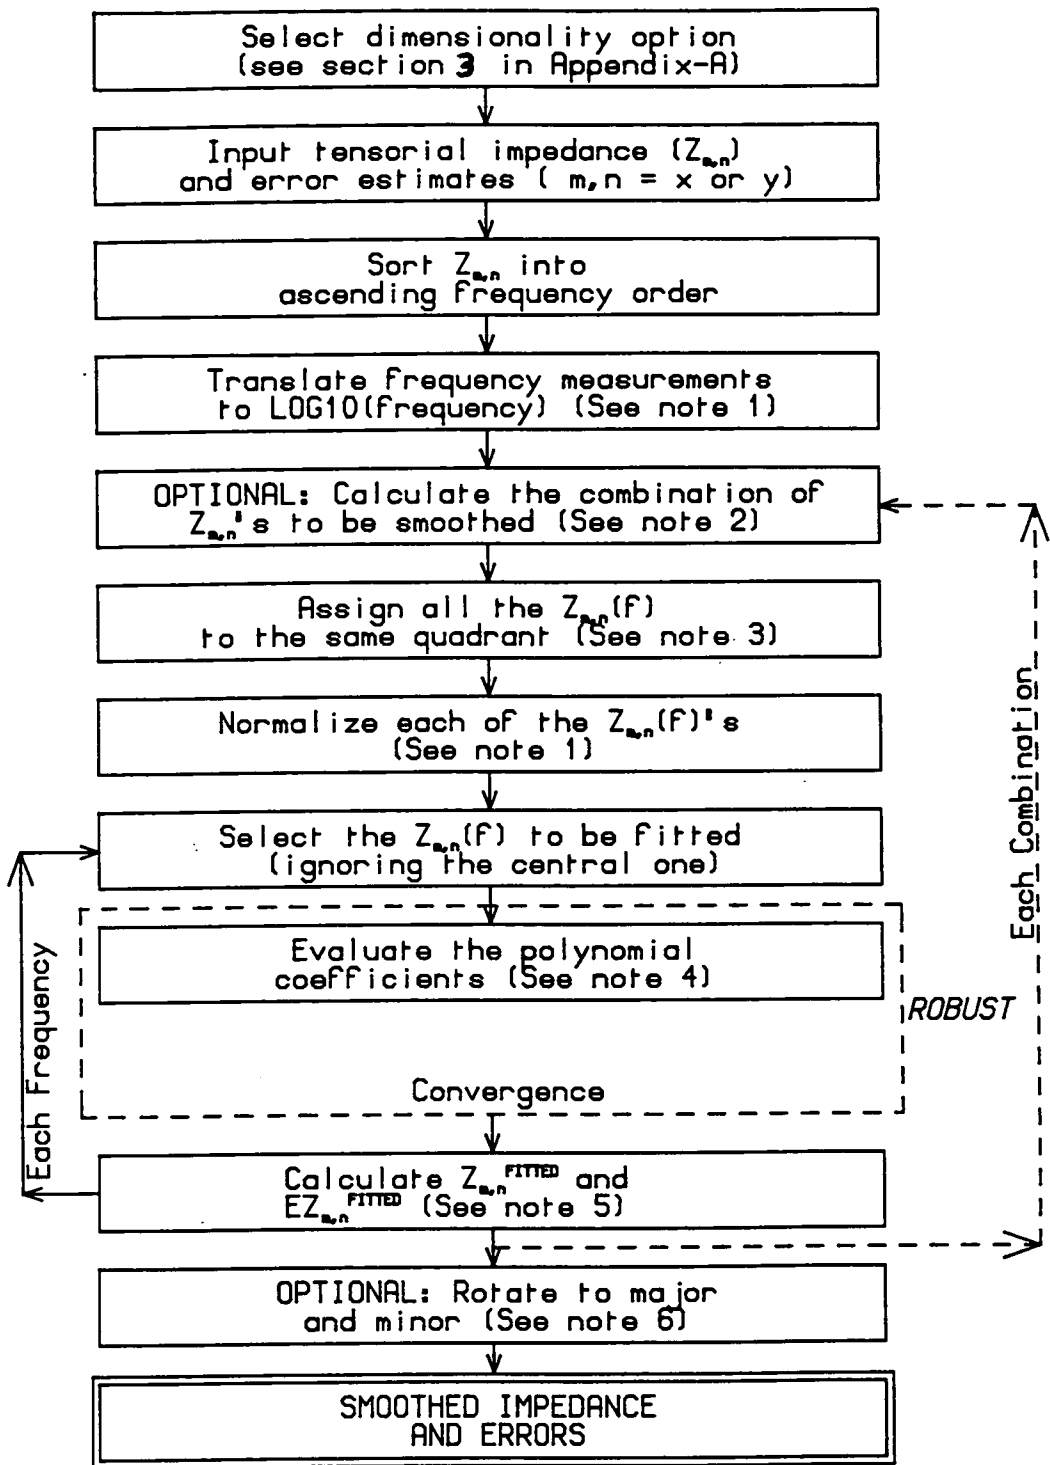 Select dimensionality option
(see section 3 in Appendix-A)
Input tensorial impedance (Zm,n)
and error estimates ( m,n = x or y)
Sort Zm,n into
ascending frequency order
Translate frequency measurements
to LOG10(frequency) (See note 1)
OPTIONAL: Calculate the combination of
Zm,n's to be smoothed (See note 2)
Assign all the Zm,n(f)
to the same quadrant (See note 3)
Normalize each of the Zm,n(f)'s
(See note 1)
Select the Zm,n(f) to be fitted
(ignoring the central one)
Evaluate the polynomial
coefficients (See note 4)
ROBUST
Convergence
Each Frequency
Each Combination
Calculate Zm,n FITTED and
EZm,n FITTED (See note 5)
OPTIONAL: Rotate to major
and minor (See note 6)
SMOOTHED IMPEDANCE
AND ERRORS